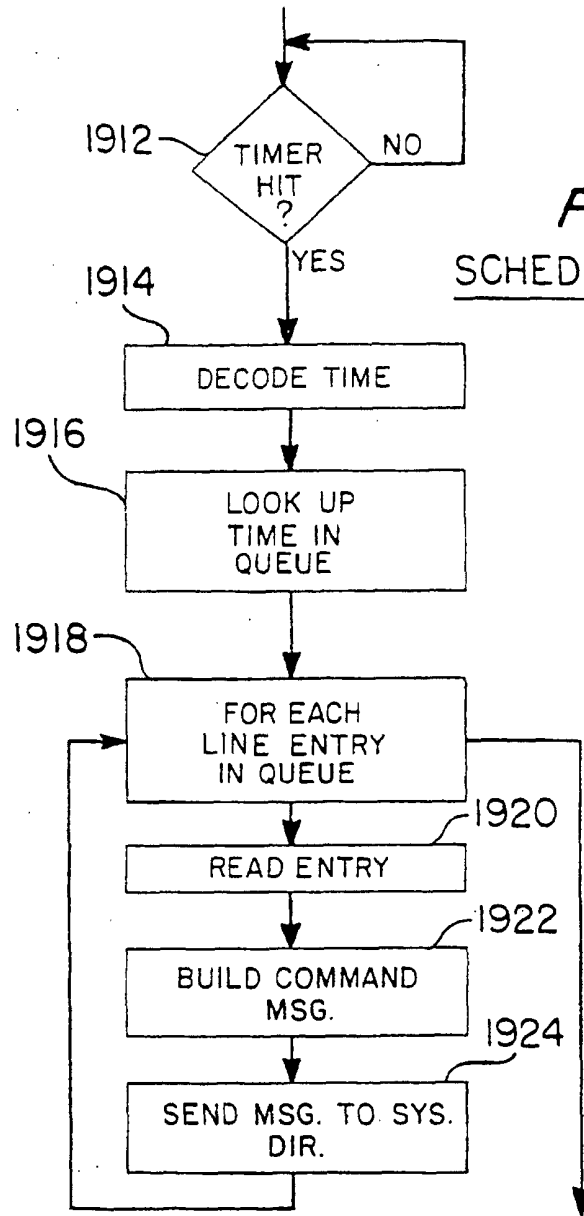 1912
TIMER
HIT
?
NO
YES
SCHED
1914
DECODE TIME
1916
LOOK UP
TIME IN
QUEUE
1918
FOR EACH
LINE ENTRY
IN QUEUE
1920
READ ENTRY
1922
BUILD COMMAND
MSG.
1924
SEND MSG. TO SYS.
DIR.